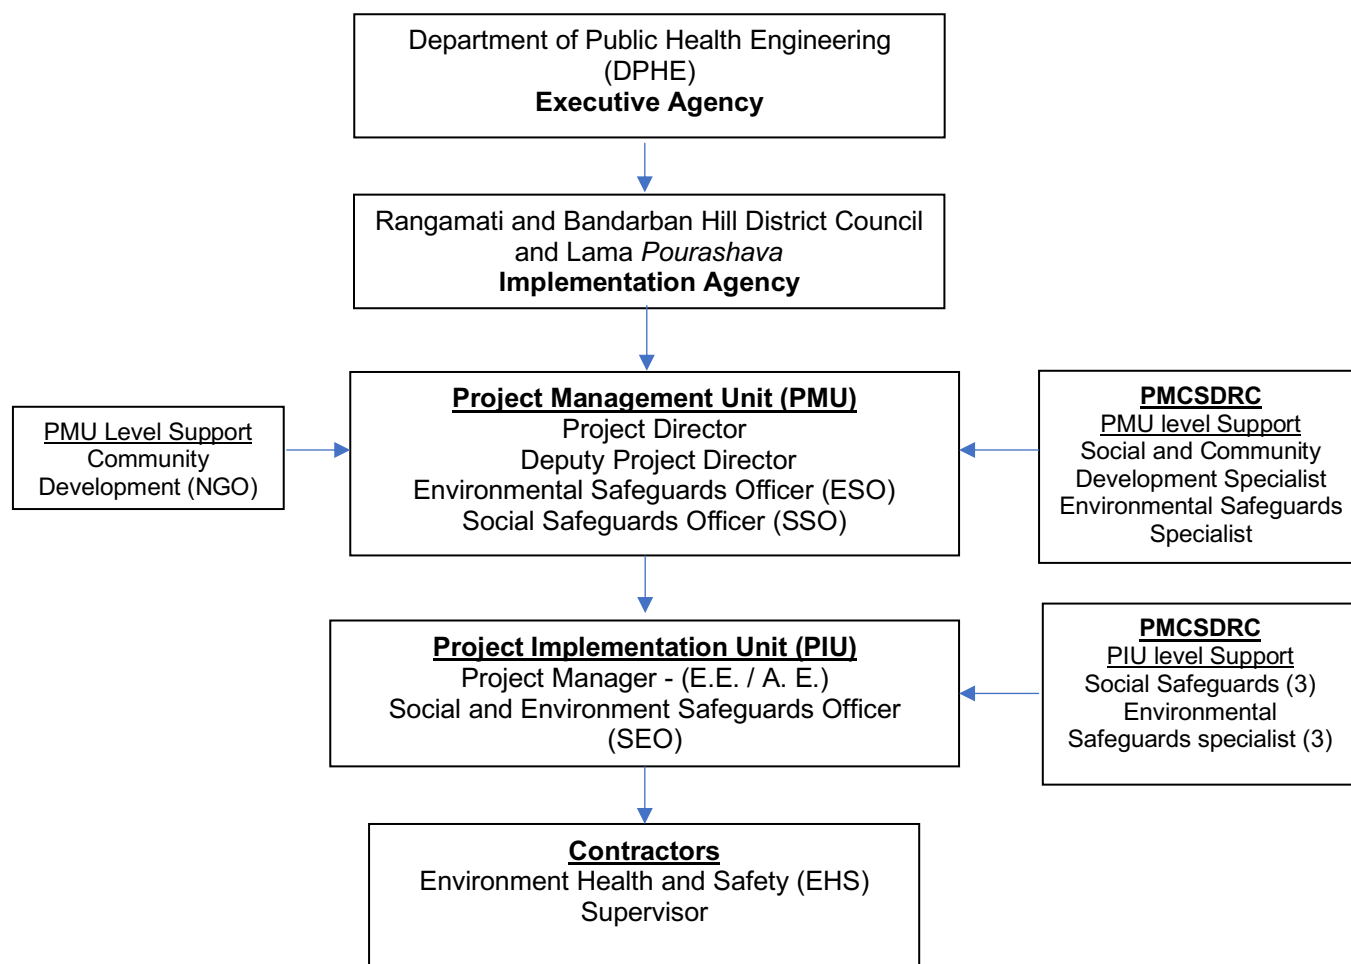 Department of Public Health Engineering
(DPHE)
Executive Agency
Rangamati and Bandarban Hill District Council
and Lama Pourashava
Implementation Agency
PMU Level Support
Community
Development (NGO)
Project Management Unit (PMU)
Project Director
Deputy Project Director
Environmental Safeguards Officer (ESO)
Social Safeguards Officer (SSO)
PMCSDRC
PMU level Support
Social and Community
Development Specialist
Environmental Safeguards
Specialist
Project Implementation Unit (PIU)
Project Manager - (E.E. / A. E.)
Social and Environment Safeguards Officer
(SEO)
PMCSDRC
PIU level Support
Social Safeguards (3)
Environmental
Safeguards specialist (3)
Contractors
Environment Health and Safety (EHS)
Supervisor